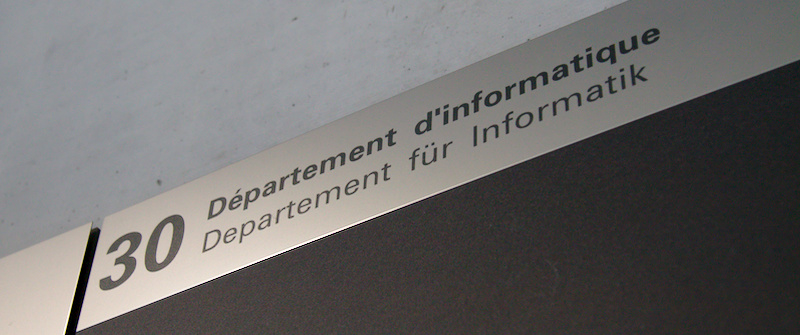 30
Département d'informatique
Departement für Informatik